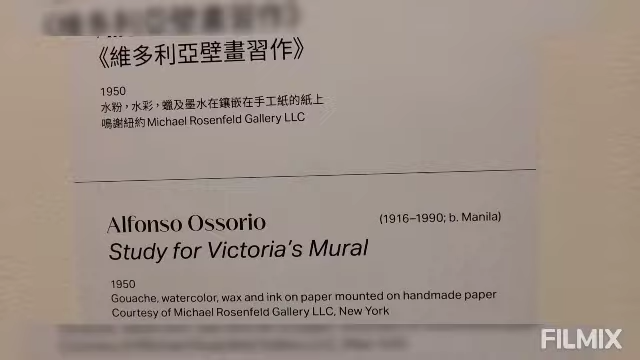 《維多利亞壁畫習作》
1950
水粉，水彩，蠟及墨水在鑲嵌在手工紙的紙上
鳴謝紐約 Michael Rosenfeld Gallery LLC
Alfonso Ossorio (1916–1990; b. Manila)
Study for Victoria's Mural
1950
Gouache, watercolor, wax and ink on paper mounted on handmade paper
Courtesy of Michael Rosenfeld Gallery LLC, New York
FILMIX